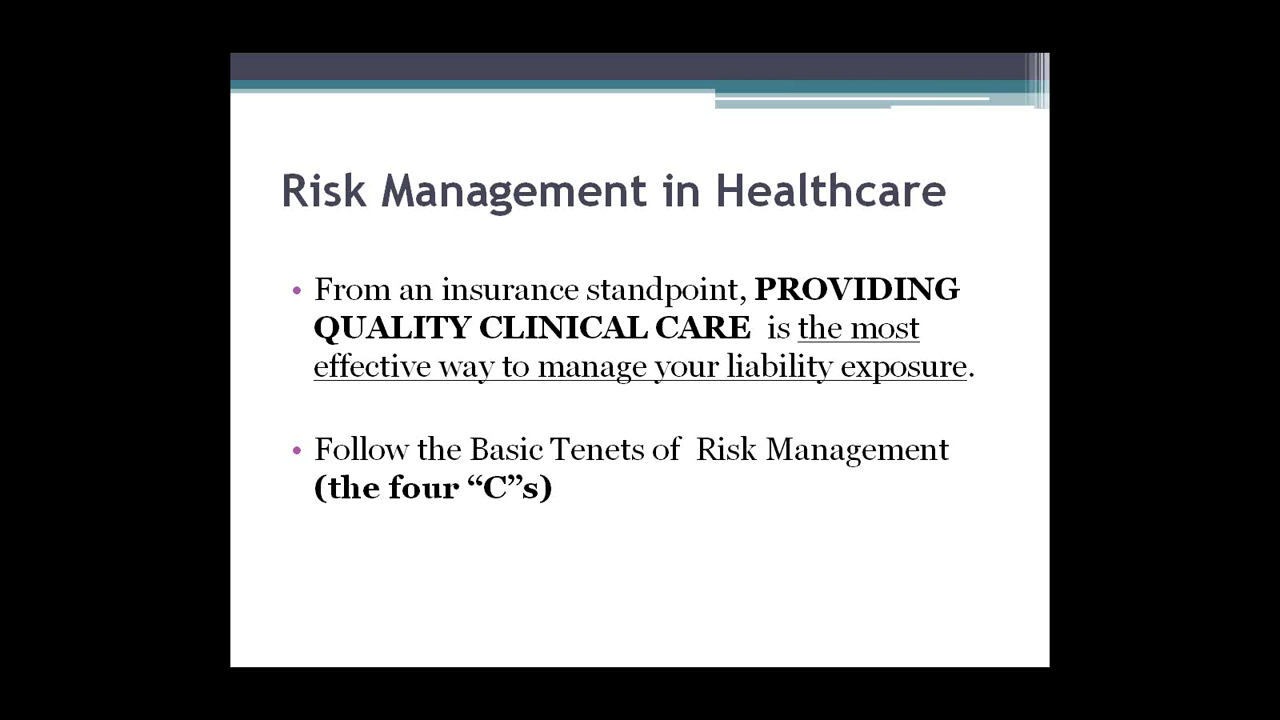 Risk Management in Healthcare
• From an insurance standpoint, PROVIDING
QUALITY CLINICAL CARE is the most
effective way to manage your liability exposure.
• Follow the Basic Tenets of Risk Management
(the four “C”s)